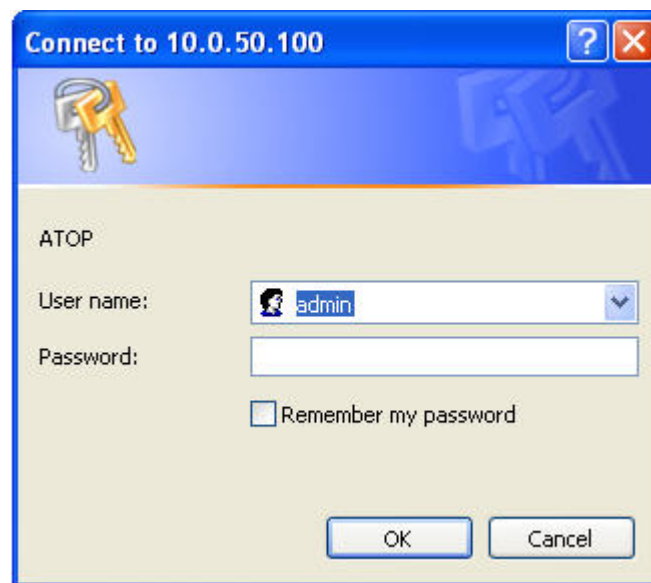 Connect to 10.0.50.100
ATOP
User name:
admin
Password:
Remember my password
OK
Cancel